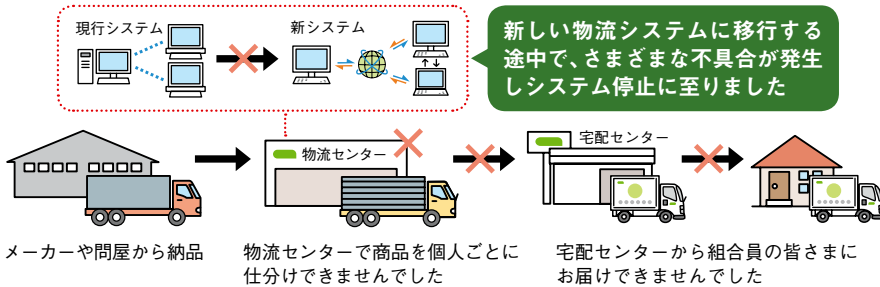 現行システム
新システム
新しい物流システムに移行する
途中で、さまざまな不具合が発生
しシステム停止に至りました
物流センター
宅配センター
メーカーや問屋から納品
物流センターで商品を個人ごとに
仕分けできませんでした
宅配センターから組合員の皆さまに
お届けできませんでした